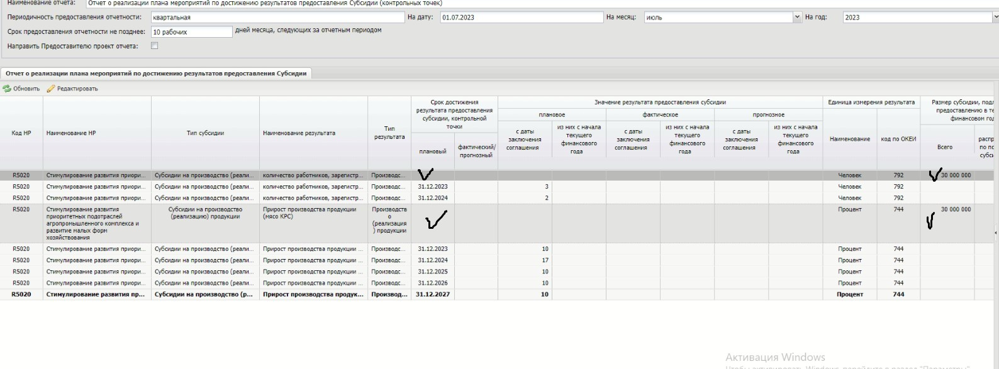 Наименование отчета: Отчет о реализации плана мероприятий по достижению результатов предоставления Субсидии (контрольных точек)
Периодичность предоставления отчетности: квартальная На дату: 01.07.2023 На месяц: июль На год: 2023
Срок предоставления отчетности не позднее: 10 рабочих дней месяца, следующих за отчетным периодом
Направить Предоставителю проект отчета:
Отчет о реализации плана мероприятий по достижению результатов предоставления Субсидии
Обновить Редактировать
Код НР
Наименование НР
Тип субсидии
Наименование результата
Тип
результата
Срок достижения
результата предоставления
субсидии, контрольной
точки
плановый
фактический/
прогнозный
Значение результата предоставления субсидии
плановое
фактическое
прогнозное
с даты
заключения
соглашения
из них с начала
текущего
финансового
года
с даты
заключения
соглашения
из них с начала
текущего
финансового
года
с даты
заключения
соглашения
из них с начала
текущего
финансового
года
Единица измерения результата
Наименование
код по ОКЕИ
Размер субсидии, подл
предоставлению в те
финансовом год
Всего
распр
по по
субси
R5020 Стимулирование развития приори... Субсидии на производство (реали... количество работников, зарегистр... Производс... Человек 792 30 000 000
R5020 Стимулирование развития приори... Субсидии на производство (реали... количество работников, зарегистр... Производс... 31.12.2023 3 Человек 792
R5020 Стимулирование развития приори... Субсидии на производство (реали... количество работников, зарегистр... Производс... 31.12.2024 2 Человек 792
R5020 Стимулирование развития Субсидии на производство Прирост производства продукции Производств Процент 744 30 000 000
приоритетных подотраслей (реализацию) продукции (мясо КРС) о
агропромышленного комплекса и (реализация
развитие малых форм ) продукции
хозяйствования
R5020 Стимулирование развития приори... Субсидии на производство (реали... Прирост производства продукции ... Производс... 31.12.2023 10 Процент 744
R5020 Стимулирование развития приори... Субсидии на производство (реали... Прирост производства продукции ... Производс... 31.12.2024 17 Процент 744
R5020 Стимулирование развития приори... Субсидии на производство (реали... Прирост производства продукции ... Производс... 31.12.2025 10 Процент 744
R5020 Стимулирование развития приори... Субсидии на производство (реали... Прирост производства продукции ... Производс... 31.12.2026 10 Процент 744
R5020 Стимулирование развития пр... Субсидии на производство (р... Прирост производства продук... Производ... 31.12.2027 10 Процент 744
Активация Windows
Чтобы активировать Windows, перейдите в раздел "Параметры".